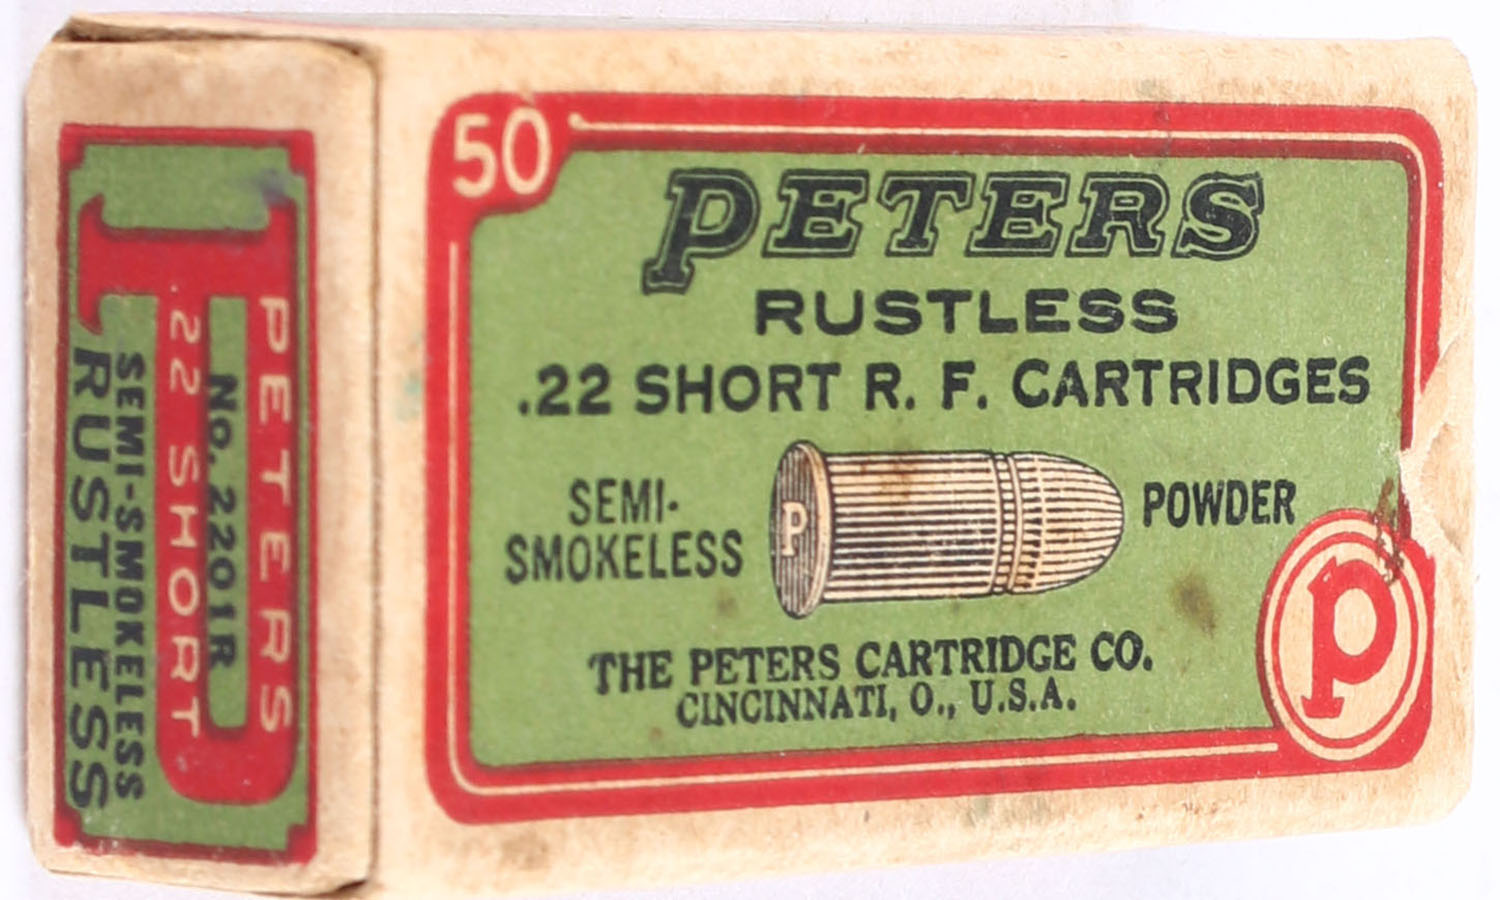 50
PETERS
RUSTLESS
.22 SHORT R. F. CARTRIDGES
SEMI-
SMOKELESS
P
POWDER
THE PETERS CARTRIDGE CO.
CINCINNATI, O., U.S.A.
P
PETERS
NO. 2201R
22 SHORT
SEMI-SMOKELESS
RUSTLESS